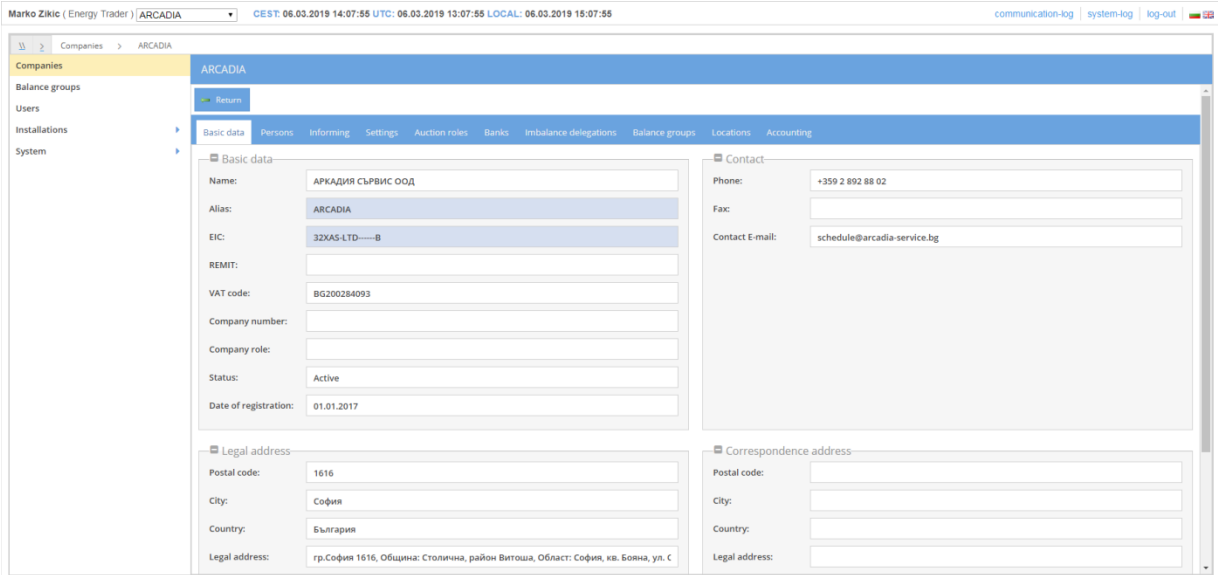 Marko Zikic ( Energy Trader ) ARCADIA CEST: 06.03.2019 14:07:55 UTC: 06.03.2019 13:07:55 LOCAL: 06.03.2019 15:07:55 communication-log system-log log-out
\\ > Companies > ARCADIA
Companies
Balance groups
Users
Installations
System
ARCADIA
Return
Basic data Persons Informing Settings Auction roles Banks Imbalance delegations Balance groups Locations Accounting
Basic data
Name: АРКАДИЯ СЪРВИС ООД
Alias: ARCADIA
EIC: 32XAS-LTD------B
REMIT:
VAT code: BG200284093
Company number:
Company role:
Status: Active
Date of registration: 01.01.2017
Contact
Phone: +359 2 892 88 02
Fax:
Contact E-mail: schedule@arcadia-service.bg
Legal address
Postal code: 1616
City: София
Country: България
Legal address: гр.София 1616, Община: Столична, район Витоша, Област: София, кв. Бояна, ул. С
Correspondence address
Postal code:
City:
Country:
Legal address: